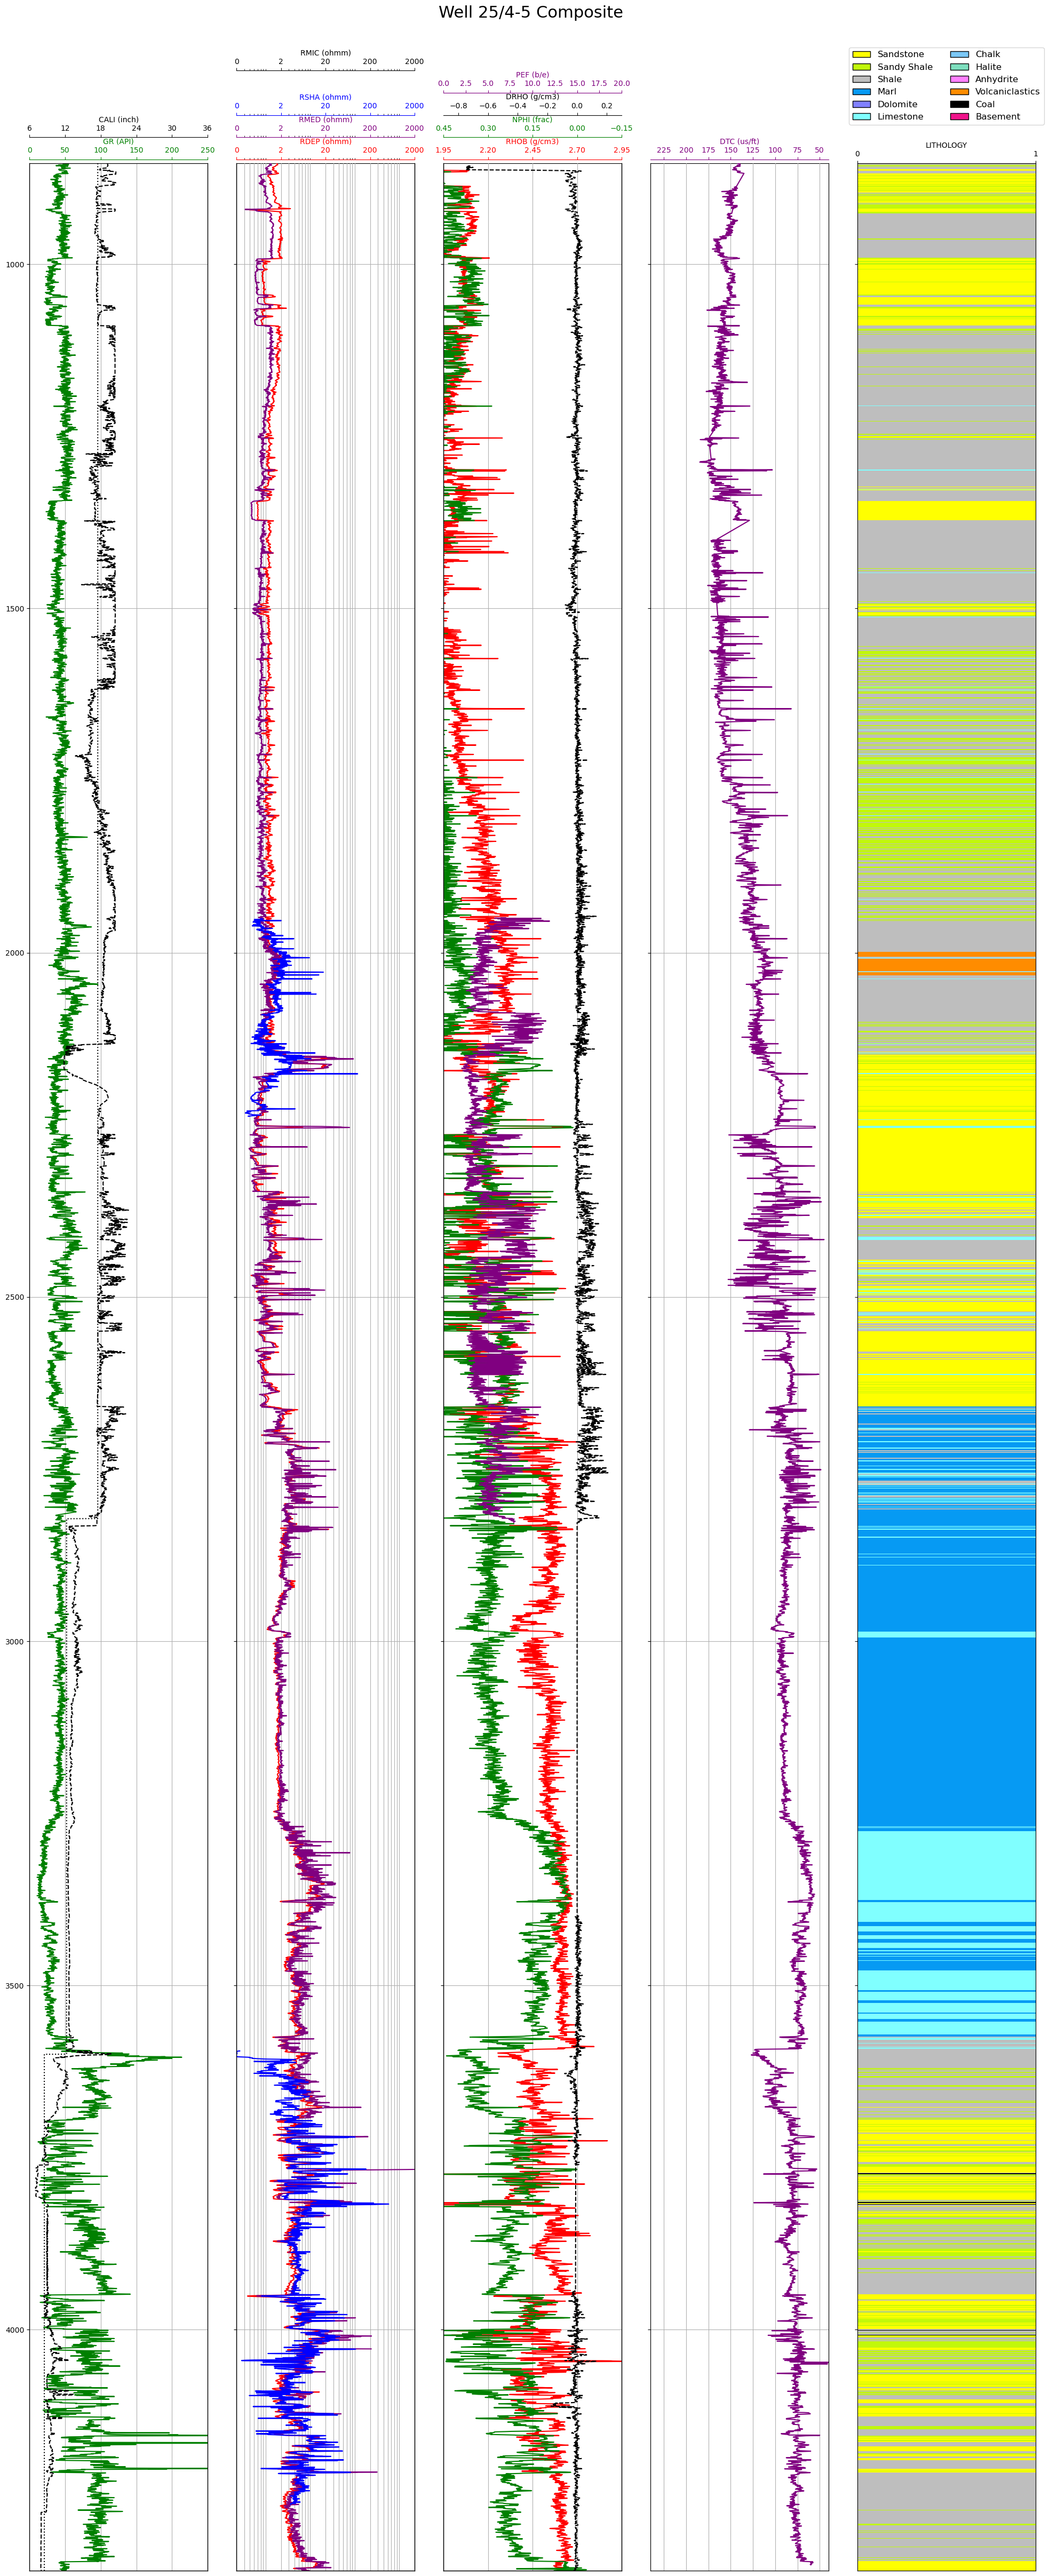 Well 25/4-5 Composite
RMIC (ohmm)
0 2 20 200 2000
PEF (b/e)
0.0 2.5 5.0 7.5 10.0 12.5 15.0 17.5 20.0
RSHA (ohmm)
0 2 20 200 2000
DRHO (g/cm3)
−0.8 −0.6 −0.4 −0.2 0.0 0.2
CALI (inch)
6 12 18 24 30 36
RMED (ohmm)
0 2 20 200 2000
NPHI (frac)
0.45 0.30 0.15 0.00 −0.15
GR (API)
0 50 100 150 200 250
RDEP (ohmm)
0 2 20 200 2000
RHOB (g/cm3)
1.95 2.20 2.45 2.70 2.95
DTC (us/ft)
225 200 175 150 125 100 75 50
Sandstone
Sandy Shale
Shale
Marl
Dolomite
Limestone
Chalk
Halite
Anhydrite
Volcaniclastics
Coal
Basement
LITHOLOGY
0 1
1000
1500
2000
2500
3000
3500
4000